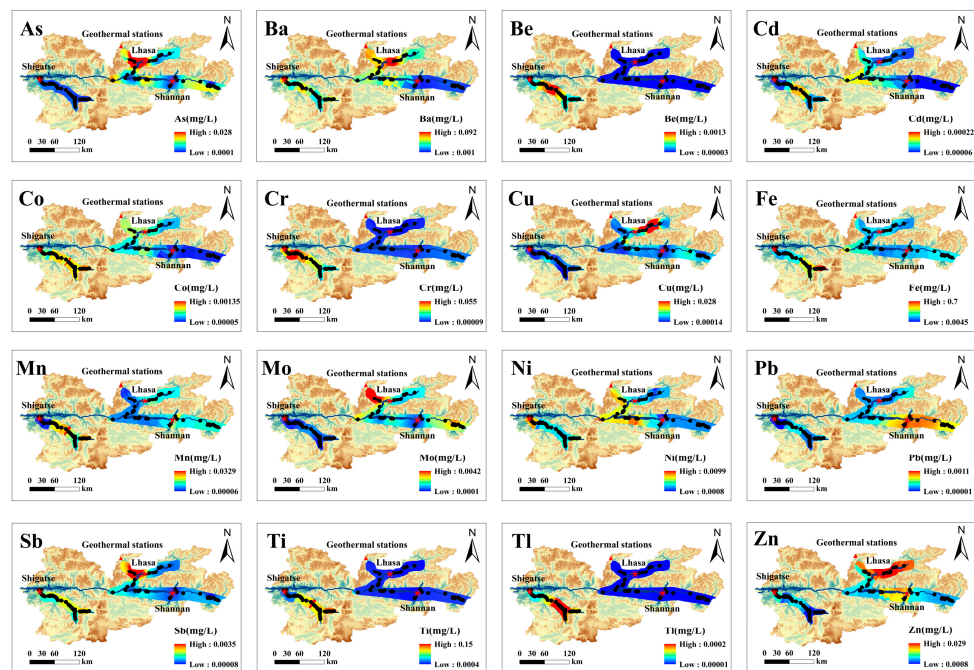 As
Geothermal stations
N
Lhasa
Shigatse
Shannan
As(mg/L)
High : 0.028
Low : 0.0001
0 30 60 120
km
Ba
Geothermal stations
N
Lhasa
Shigatse
Shannan
Ba(mg/L)
High : 0.092
Low : 0.001
0 30 60 120
km
Be
Geothermal stations
N
Lhasa
Shigatse
Shannan
Be(mg/L)
High : 0.0013
Low : 0.00003
0 30 60 120
km
Cd
Geothermal stations
N
Lhasa
Shigatse
Shannan
Cd(mg/L)
High : 0.00022
Low : 0.00006
0 30 60 120
km
Co
Geothermal stations
N
Lhasa
Shigatse
Shannan
Co(mg/L)
High : 0.00135
Low : 0.00005
0 30 60 120
km
Cr
Geothermal stations
N
Lhasa
Shigatse
Shannan
Cr(mg/L)
High : 0.055
Low : 0.00009
0 30 60 120
km
Cu
Geothermal stations
N
Lhasa
Shigatse
Shannan
Cu(mg/L)
High : 0.028
Low : 0.00014
0 30 60 120
km
Fe
Geothermal stations
N
Lhasa
Shigatse
Shannan
Fe(mg/L)
High : 0.7
Low : 0.0045
0 30 60 120
km
Mn
Geothermal stations
N
Lhasa
Shigatse
Shannan
Mn(mg/L)
High : 0.0329
Low : 0.00006
0 30 60 120
km
Mo
Geothermal stations
N
Lhasa
Shigatse
Shannan
Mo(mg/L)
High : 0.0042
Low : 0.0001
0 30 60 120
km
Ni
Geothermal stations
N
Lhasa
Shigatse
Shannan
Ni(mg/L)
High : 0.0099
Low : 0.0008
0 30 60 120
km
Pb
Geothermal stations
N
Lhasa
Shigatse
Shannan
Pb(mg/L)
High : 0.0011
Low : 0.00001
0 30 60 120
km
Sb
Geothermal stations
N
Lhasa
Shigatse
Shannan
Sb(mg/L)
High : 0.0035
Low : 0.00008
0 30 60 120
km
Ti
Geothermal stations
N
Lhasa
Shigatse
Shannan
Ti(mg/L)
High : 0.15
Low : 0.0004
0 30 60 120
km
Tl
Geothermal stations
N
Lhasa
Shigatse
Shannan
Tl(mg/L)
High : 0.0002
Low : 0.00001
0 30 60 120
km
Zn
Geothermal stations
N
Lhasa
Shigatse
Shannan
Zn(mg/L)
High : 0.029
Low : 0.0008
0 30 60 120
km